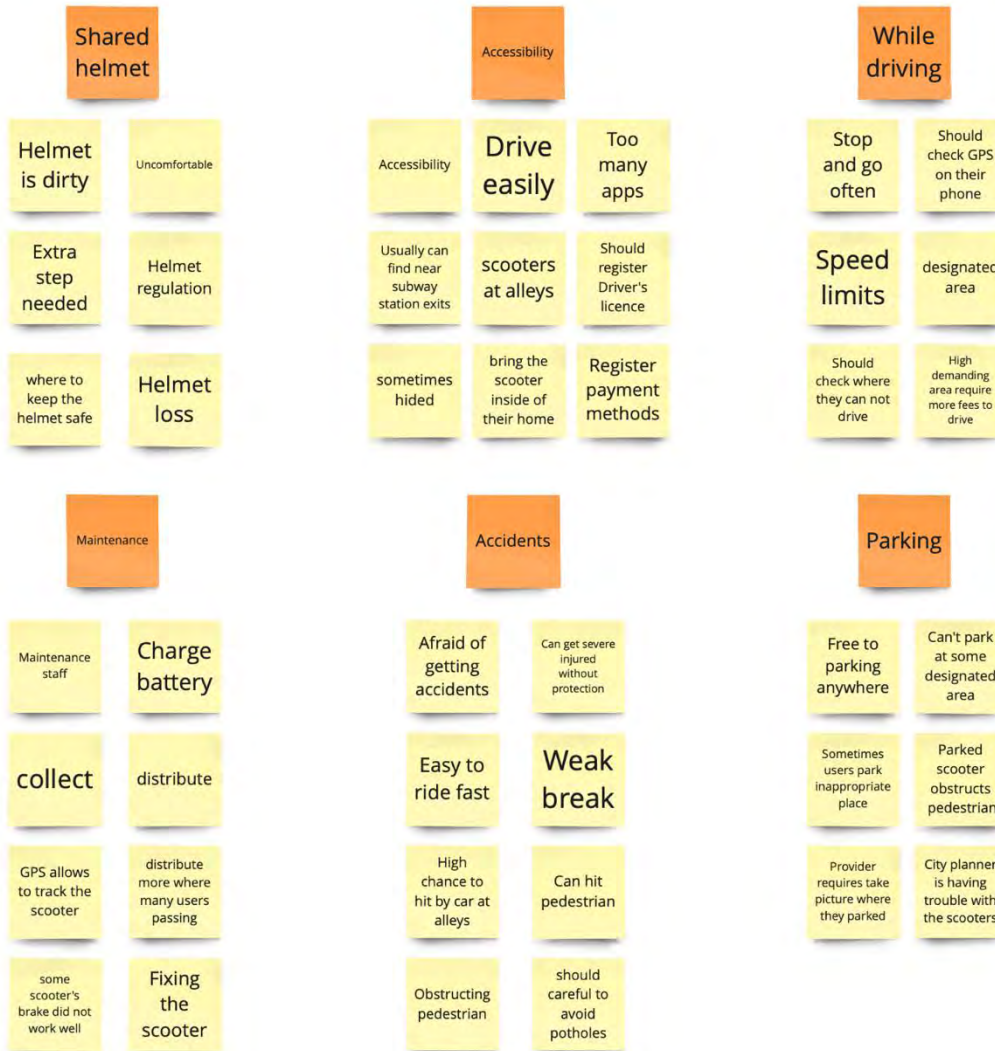 Shared
helmet
Helmet
is dirty
Uncomfortable
Extra
step
needed
Helmet
regulation
where to
keep the
helmet safe
Helmet
loss
Accessibility
Accessibility
Drive
easily
Too
many
apps
Usually can
find near
subway
station exits
scooters
at alleys
Should
register
Driver's
licence
sometimes
hided
bring the
scooter
inside of
their home
Register
payment
methods
While
driving
Stop
and go
often
Should
check GPS
on their
phone
Speed
limits
designated
area
Should
check where
they can not
drive
High
demanding
area require
more fees to
drive
Maintenance
Maintenance
staff
Charge
battery
collect
distribute
GPS allows
to track the
scooter
distribute
more where
many users
passing
some
scooter's
brake did not
work well
Fixing
the
scooter
Accidents
Afraid of
getting
accidents
Can get severe
injured
without
protection
Easy to
ride fast
Weak
break
High
chance to
hit by car at
alleys
Can hit
pedestrian
Obstructing
pedestrian
should
careful to
avoid
potholes
Parking
Free to
parking
anywhere
Can't park
at some
designated
area
Sometimes
users park
inappropriate
place
Parked
scooter
obstructs
pedestrian
Provider
requires take
picture where
they parked
City planner
is having
trouble with
the scooters